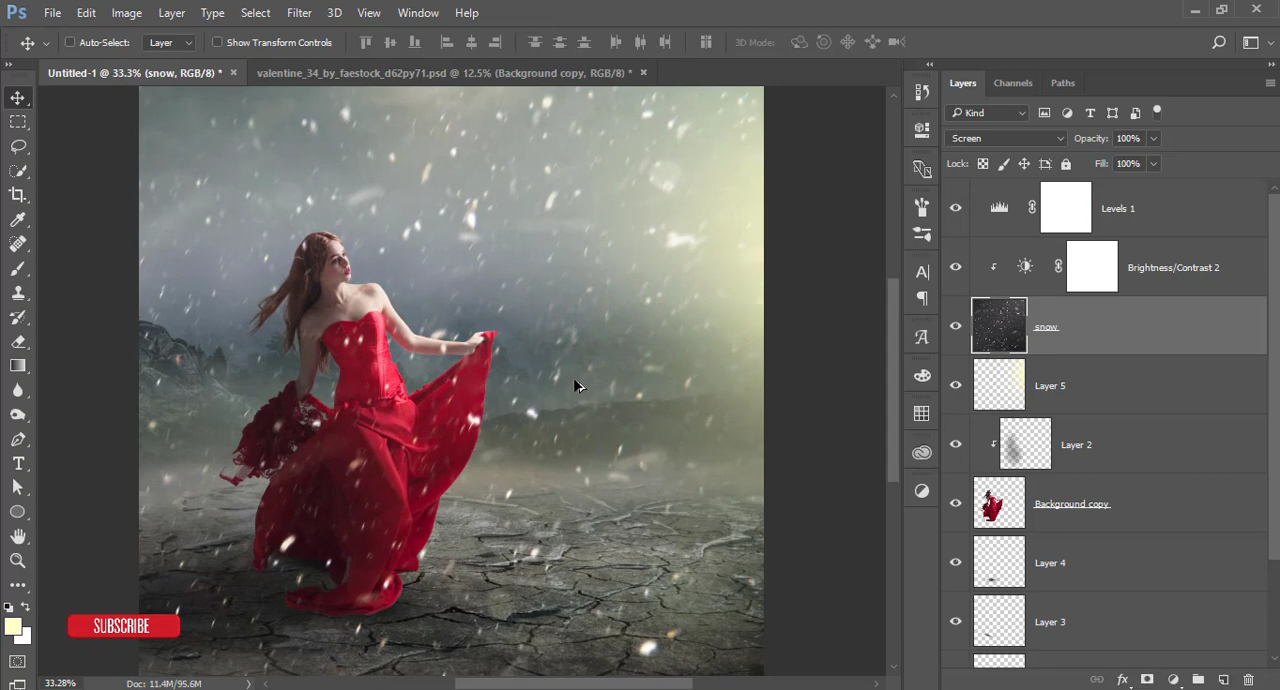 Ps File Edit Image Layer Type Select Filter 3D View Window Help
Auto-Select: Layer Show Transform Controls 3D Mode:
Untitled-1 @ 33.3% (snow, RGB/8) * × valentine_34_by_faestock_d62py71.psd @ 12.5% (Background copy, RGB/8) * ×
Layers Channels Paths
Kind
Screen Opacity: 100%
Lock: Fill: 100%
Levels 1
Brightness/Contrast 2
snow
Layer 5
Layer 2
Background copy
Layer 4
Layer 3
SUBSCRIBE
33.28% Doc: 11.4M/95.6M